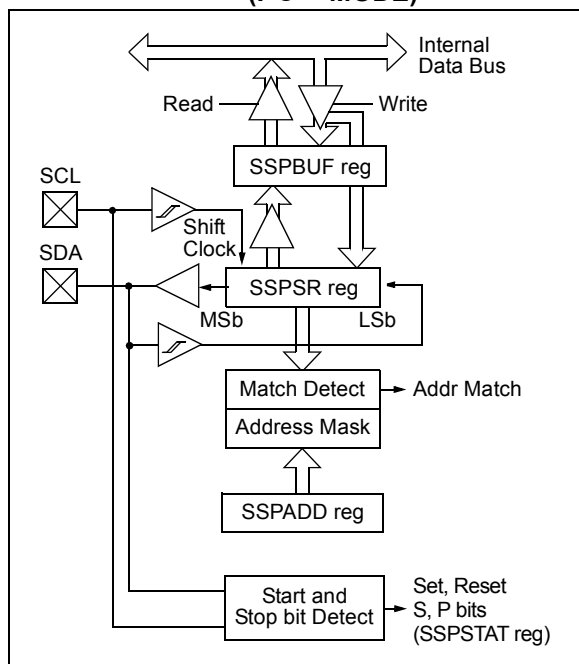 MODE)
Internal
Data Bus
Read
Write
SSPBUF reg
SCL
Shift
Clock
SDA
SSPSR reg
MSb
LSb
Match Detect
Addr Match
Address Mask
SSPADD reg
Start and
Stop bit Detect
Set, Reset
S, P bits
(SSPSTAT reg)